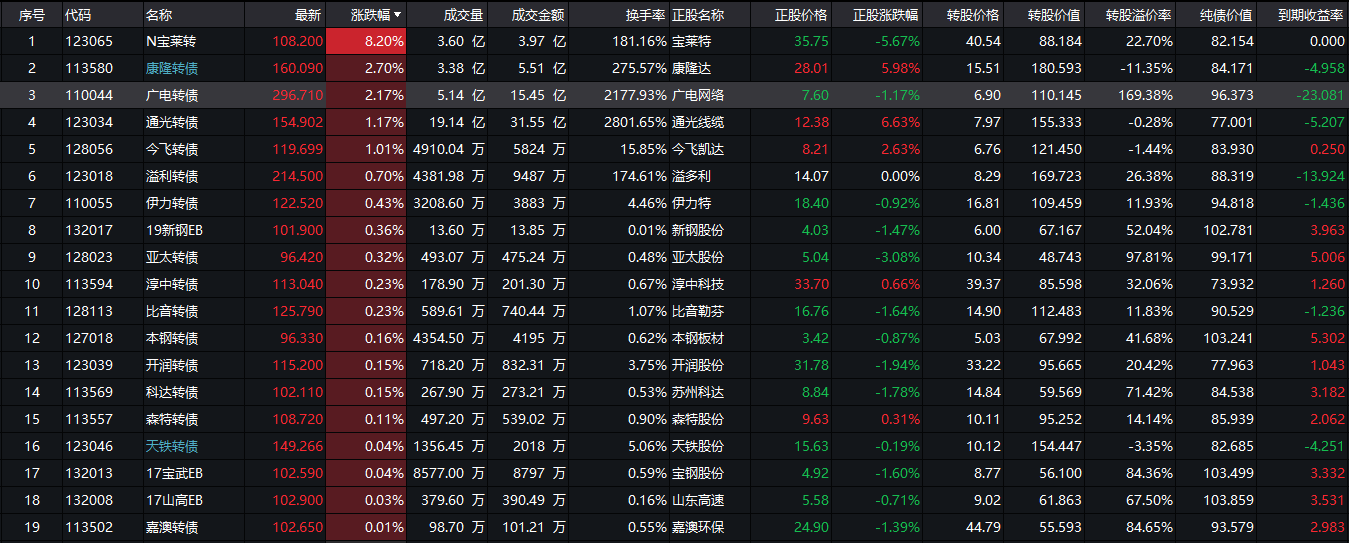 序号 代码 名称 最新 涨跌幅 成交量 成交金额 换手率 正股名称 正股价格 正股涨跌幅 转股价格 转股价值 转股溢价率 纯债价值 到期收益率
1 123065 N宝莱转 108.200 8.20% 3.60 亿 3.97 亿 181.16% 宝莱特 35.75 -5.67% 40.54 88.184 22.70% 82.154 0.000
2 113580 康隆转债 160.090 2.70% 3.38 亿 5.51 亿 275.57% 康隆达 28.01 5.98% 15.51 180.593 -11.35% 84.171 -4.958
3 110044 广电转债 296.710 2.17% 5.14 亿 15.45 亿 2177.93% 广电网络 7.60 -1.17% 6.90 110.145 169.38% 96.373 -23.081
4 123034 通光转债 154.902 1.17% 19.14 亿 31.55 亿 2801.65% 通光线缆 12.38 6.63% 7.97 155.333 -0.28% 77.001 -5.207
5 128056 今飞转债 119.699 1.01% 4910.04 万 5824 万 15.85% 今飞凯达 8.21 2.63% 6.76 121.450 -1.44% 83.930 0.250
6 123018 溢利转债 214.500 0.70% 4381.98 万 9487 万 174.61% 溢多利 14.07 0.00% 8.29 169.723 26.38% 88.319 -13.924
7 110055 伊力转债 122.520 0.43% 3208.60 万 3883 万 4.46% 伊力特 18.40 -0.92% 16.81 109.459 11.93% 94.818 -1.436
8 132017 19新钢EB 101.900 0.36% 13.60 万 13.85 万 0.01% 新钢股份 4.03 -1.47% 6.00 67.167 52.04% 102.781 3.963
9 128023 亚太转债 96.420 0.32% 493.07 万 475.24 万 0.48% 亚太股份 5.04 -3.08% 10.34 48.743 97.81% 99.171 5.006
10 113594 淳中转债 113.040 0.23% 178.90 万 201.30 万 0.67% 淳中科技 33.70 0.66% 39.37 85.598 32.06% 73.932 1.260
11 128113 比音转债 125.790 0.23% 589.61 万 740.44 万 1.07% 比音勒芬 16.76 -1.64% 14.90 112.483 11.83% 90.529 -1.236
12 127018 本钢转债 96.330 0.16% 4354.50 万 4195 万 0.62% 本钢板材 3.42 -0.87% 5.03 67.992 41.68% 103.241 5.302
13 123039 开润转债 115.200 0.15% 718.20 万 832.31 万 3.75% 开润股份 31.78 -1.94% 33.22 95.665 20.42% 77.963 1.043
14 113569 科达转债 102.110 0.15% 267.90 万 273.21 万 0.53% 苏州科达 8.84 -1.78% 14.84 59.569 71.42% 84.538 3.182
15 113557 森特转债 108.720 0.11% 497.20 万 539.02 万 0.90% 森特股份 9.63 0.31% 10.11 95.252 14.14% 85.939 2.062
16 123046 天铁转债 149.266 0.04% 1356.45 万 2018 万 5.06% 天铁股份 15.63 -0.19% 10.12 154.447 -3.35% 82.685 -4.251
17 132013 17宝武EB 102.590 0.04% 8577.00 万 8797 万 0.59% 宝钢股份 4.92 -1.60% 8.77 56.100 84.36% 103.499 3.332
18 132008 17山高EB 102.900 0.03% 379.60 万 390.49 万 0.16% 山东高速 5.58 -0.71% 9.02 61.863 67.50% 103.859 3.531
19 113502 嘉澳转债 102.650 0.01% 98.70 万 101.21 万 0.55% 嘉澳环保 24.90 -1.39% 44.79 55.593 84.65% 93.579 2.983